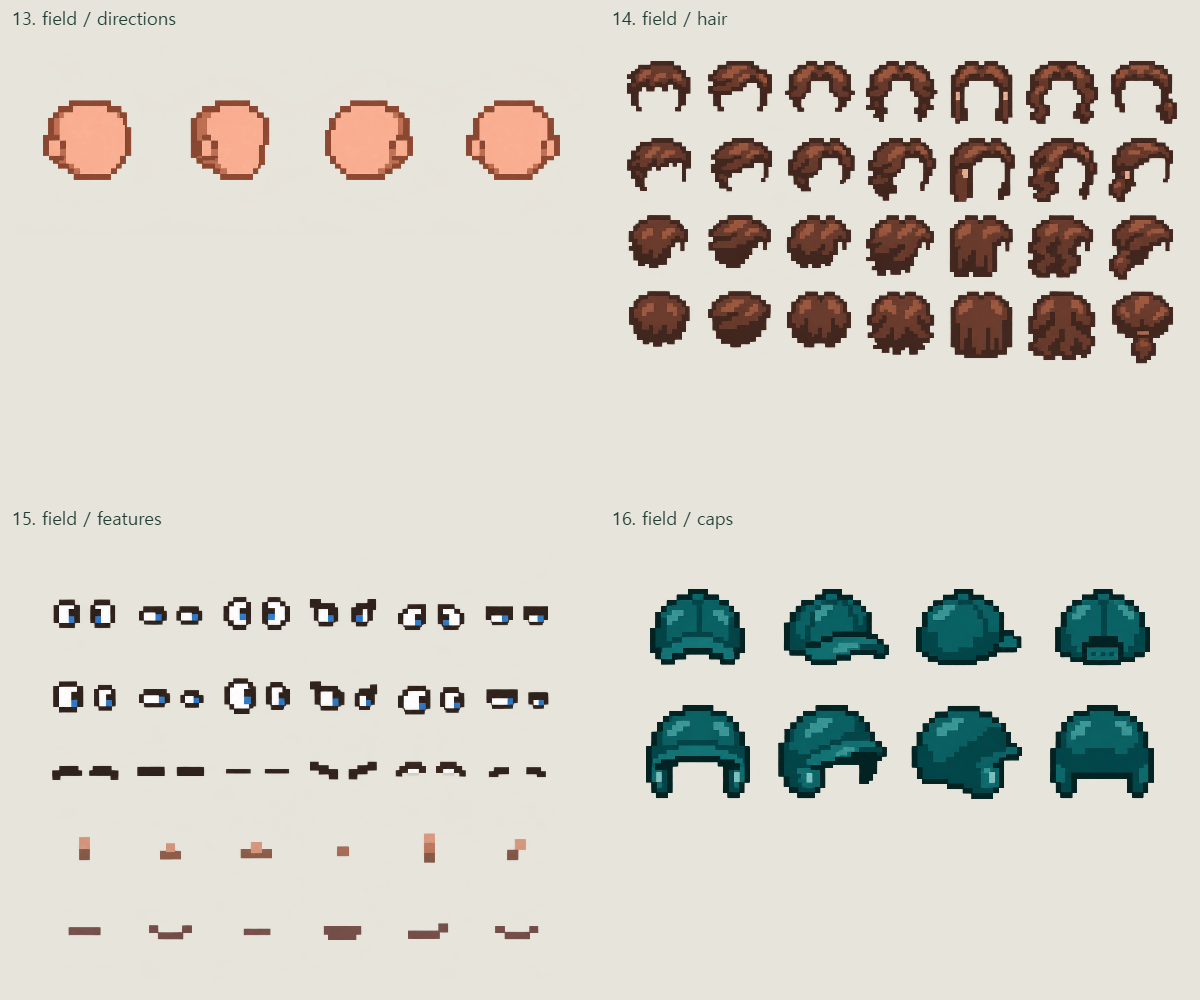 13. field / directions
14. field / hair
15. field / features
16. field / caps